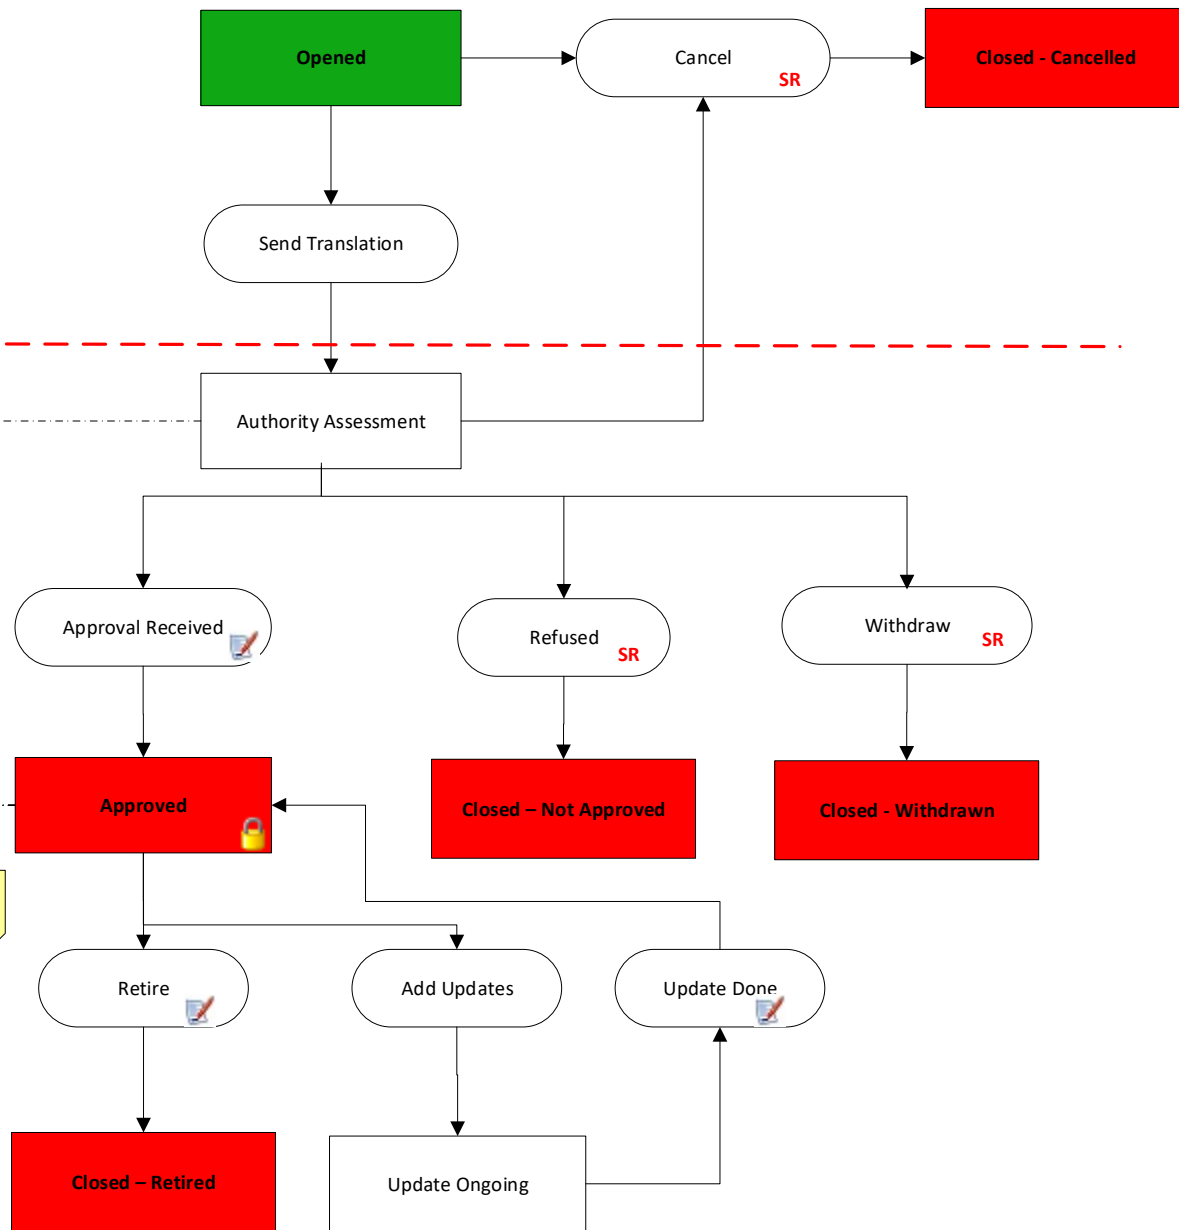 Opened
Cancel
SR
Closed - Cancelled
Send Translation
Authority Assessment
Approval Received
Refused
SR
Withdraw
SR
Approved
Closed – Not Approved
Closed - Withdrawn
Retire
Add Updates
Update Done
Closed – Retired
Update Ongoing